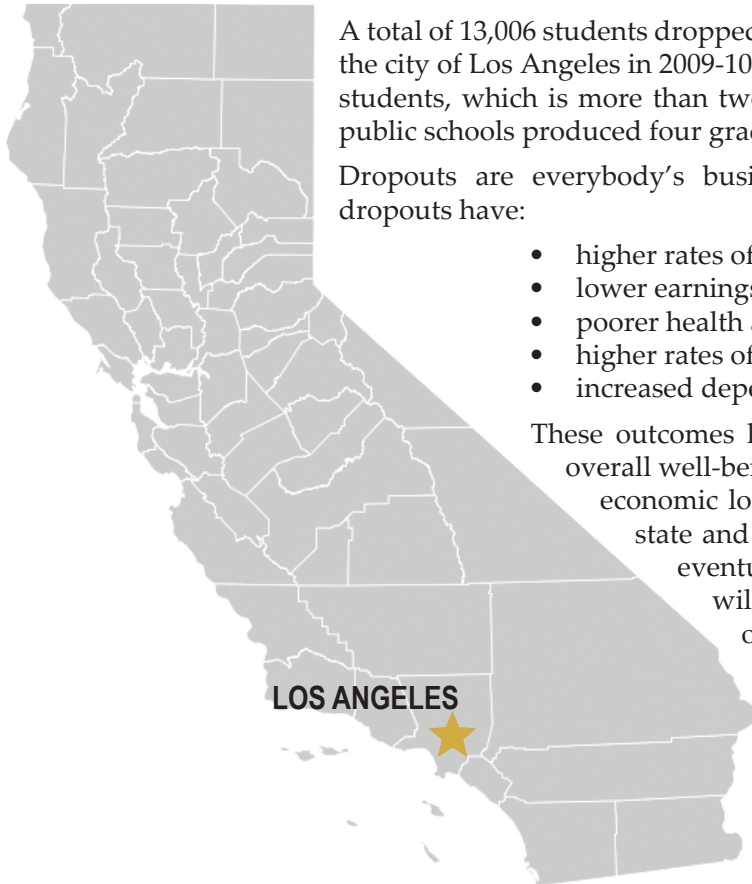 A total of 13,006 students dropped
the city of Los Angeles in 2009-10
students, which is more than two
public schools produced four grad
Dropouts are everybody’s busi
dropouts have:
• higher rates of
• lower earnings
• poorer health
• higher rates of
• increased depe
These outcomes h
overall well-bei
economic lo
state and
eventu
wil
o
LOS ANGELES